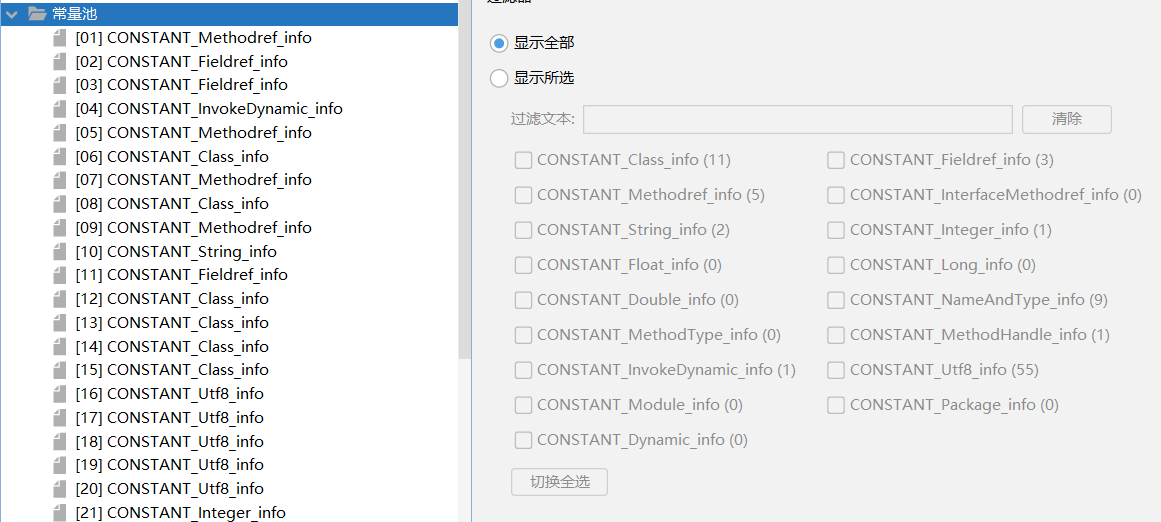 常量池
[01] CONSTANT_Methodref_info
[02] CONSTANT_Fieldref_info
[03] CONSTANT_Fieldref_info
[04] CONSTANT_InvokeDynamic_info
[05] CONSTANT_Methodref_info
[06] CONSTANT_Class_info
[07] CONSTANT_Methodref_info
[08] CONSTANT_Class_info
[09] CONSTANT_Methodref_info
[10] CONSTANT_String_info
[11] CONSTANT_Fieldref_info
[12] CONSTANT_Class_info
[13] CONSTANT_Class_info
[14] CONSTANT_Class_info
[15] CONSTANT_Class_info
[16] CONSTANT_Utf8_info
[17] CONSTANT_Utf8_info
[18] CONSTANT_Utf8_info
[19] CONSTANT_Utf8_info
[20] CONSTANT_Utf8_info
[21] CONSTANT_Integer_info
显示全部
显示所选
过滤文本: 清除
CONSTANT_Class_info (11) CONSTANT_Fieldref_info (3)
CONSTANT_Methodref_info (5) CONSTANT_InterfaceMethodref_info (0)
CONSTANT_String_info (2) CONSTANT_Integer_info (1)
CONSTANT_Float_info (0) CONSTANT_Long_info (0)
CONSTANT_Double_info (0) CONSTANT_NameAndType_info (9)
CONSTANT_MethodType_info (0) CONSTANT_MethodHandle_info (1)
CONSTANT_InvokeDynamic_info (1) CONSTANT_Utf8_info (55)
CONSTANT_Module_info (0) CONSTANT_Package_info (0)
CONSTANT_Dynamic_info (0)
切换全选